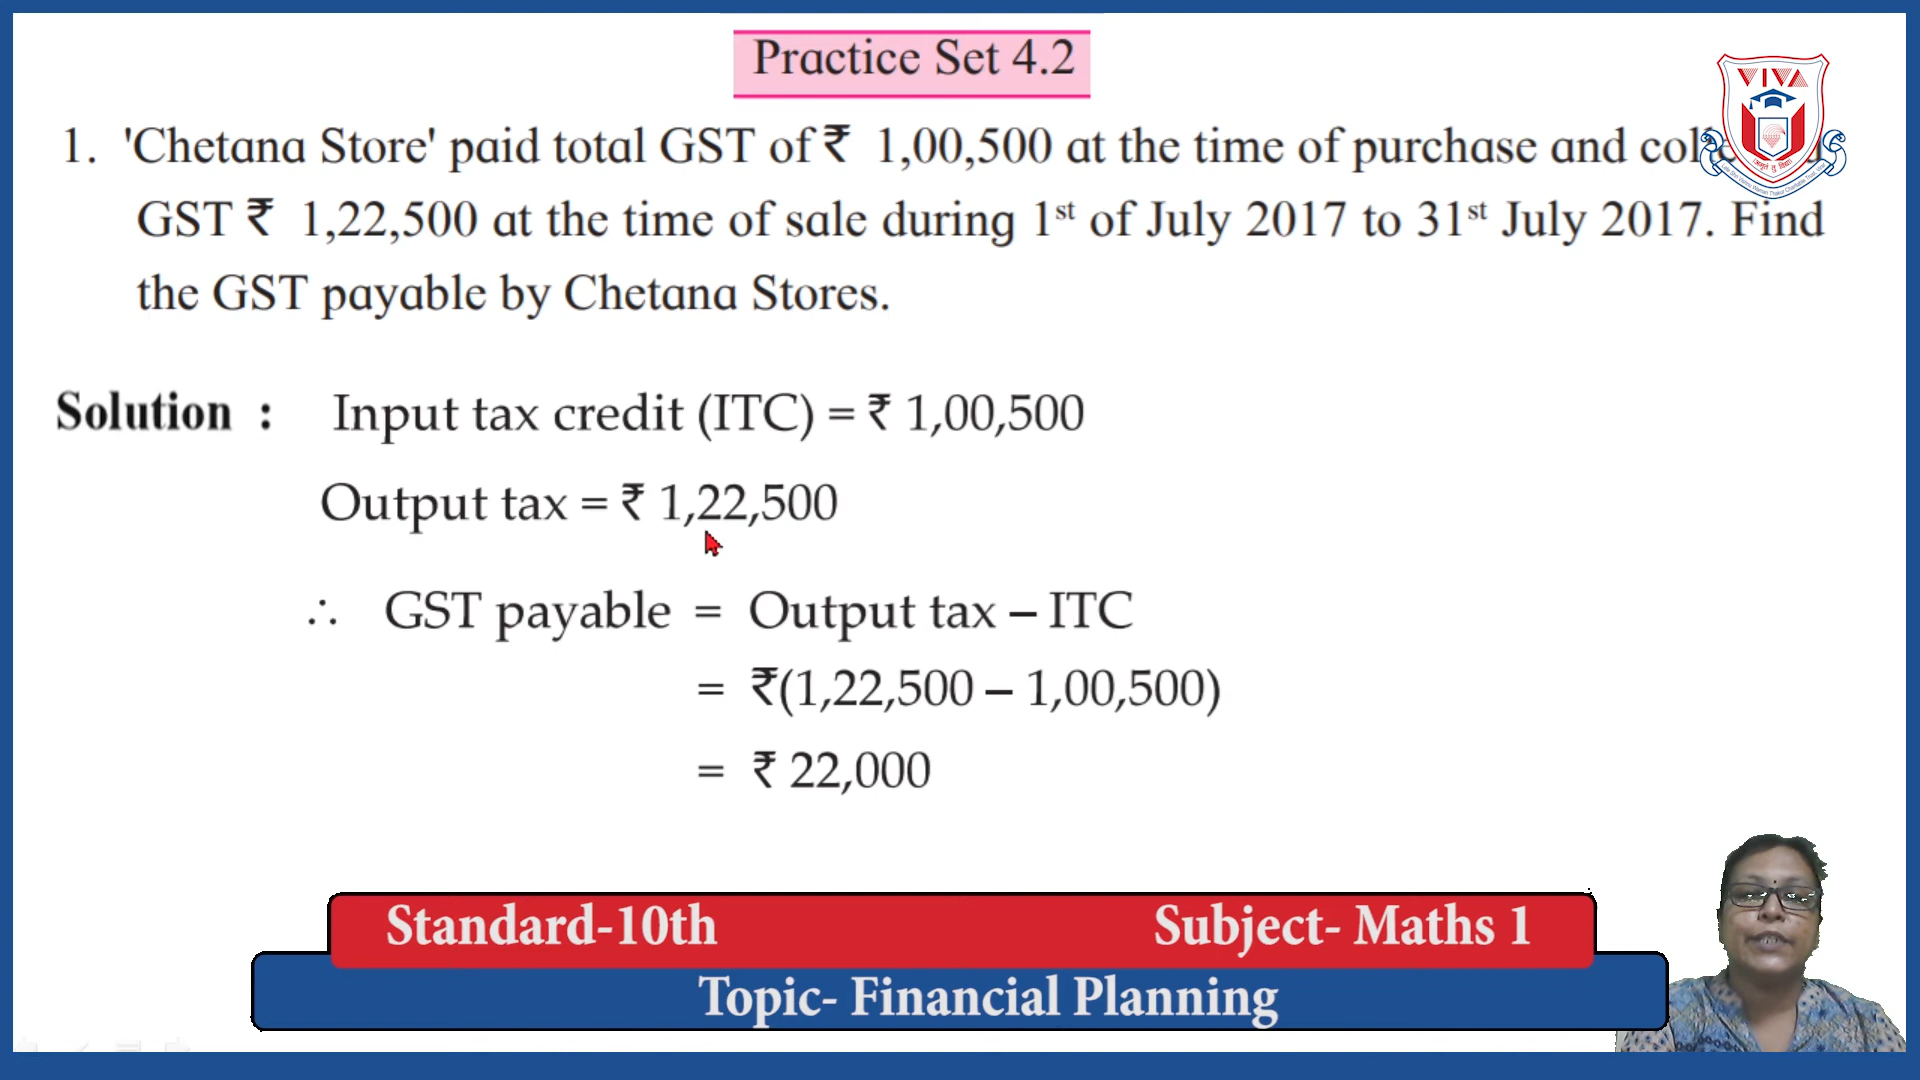 Practice Set 4.2
VIVA
1. 'Chetana Store' paid total GST of ₹ 1,00,500 at the time of purchase and
GST ₹ 1,22,500 at the time of sale during 1st of July 2017 to 31st July 2017. Find
the GST payable by Chetana Stores.
Solution : Input tax credit (ITC) = ₹ 1,00,500
Output tax = ₹ 1,22,500
∴ GST payable = Output tax – ITC
= ₹(1,22,500 – 1,00,500)
= ₹ 22,000
Standard-10th Subject- Maths 1
Topic- Financial Planning